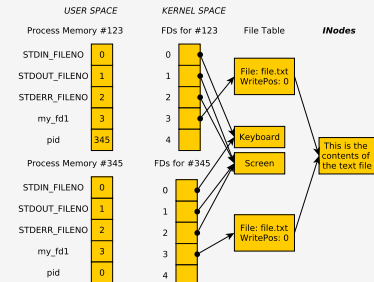 USER SPACE
KERNEL SPACE
Process Memory #123
FDs for #123
File Table
INodes
STDIN_FILENO 0
STDOUT_FILENO 1
STDERR_FILENO 2
my_fd1 3
pid 345
0
1
2
3
4
File: file.txt
WritePos: 0
Keyboard
Screen
This is the
contents of
the text file
Process Memory #345
FDs for #345
STDIN_FILENO 0
STDOUT_FILENO 1
STDERR_FILENO 2
my_fd1 3
pid 0
0
1
2
3
4
File: file.txt
WritePos: 0